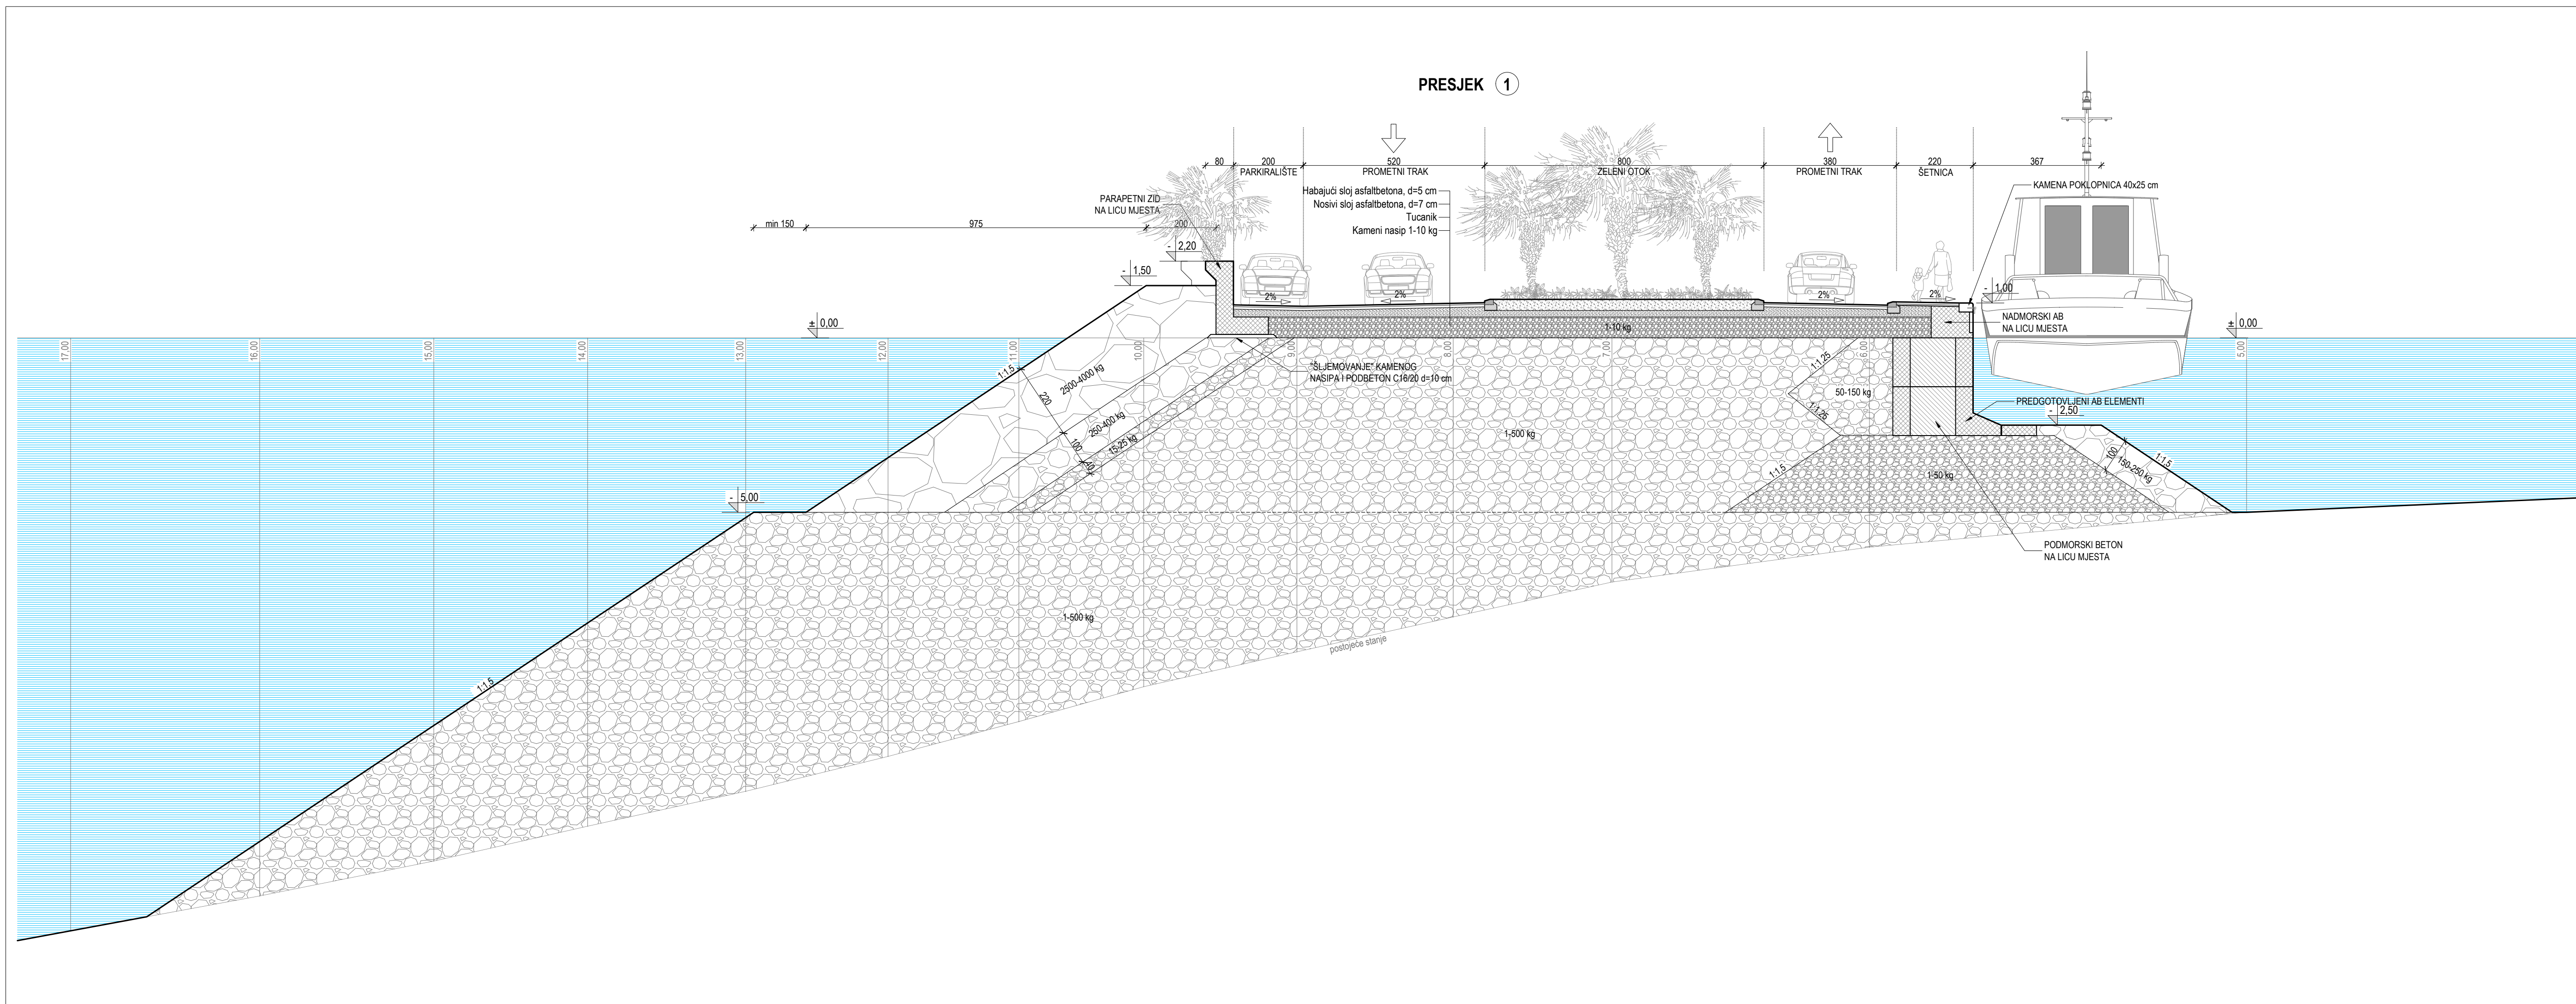 PRESJEK 1
80
200
520
800
380
220
367
PARKIRALIŠTE
PROMETNI TRAK
ZELENI OTOK
PROMETNI TRAK
ŠETNICA
KAMENA POKLOPNICA 40x25 cm
Habajući sloj asfaltbetona, d=5 cm
Nosivi sloj asfaltbetona, d=7 cm
Tucanik
Kameni nasip 1-10 kg
PARAPETNI ZID
NA LICU MJESTA
min 150
975
200
- 2,20
- 1,50
2%
2%
2%
2%
- 1,00
± 0,00
± 0,00
NADMORSKI AB
NA LICU MJESTA
1-10 kg
17,00
16,00
15,00
14,00
13,00
12,00
11,00
10,00
9,00
8,00
7,00
6,00
5,00
"ŠLJEMOVANJE" KAMENOG
NASIPA I PODBETON C16/20 d=10 cm
1:1,5
2500-4000 kg
220
250-400 kg
100
15-25 kg
40
1:1,25
50-150 kg
1:1,25
PREDGOTOVLJENI AB ELEMENTI
- 2,50
1-500 kg
1:1,5
1-50 kg
100
150-250 kg
1:1,5
- 5,00
PODMORSKI BETON
NA LICU MJESTA
1-500 kg
postojeće stanje
1:1,5